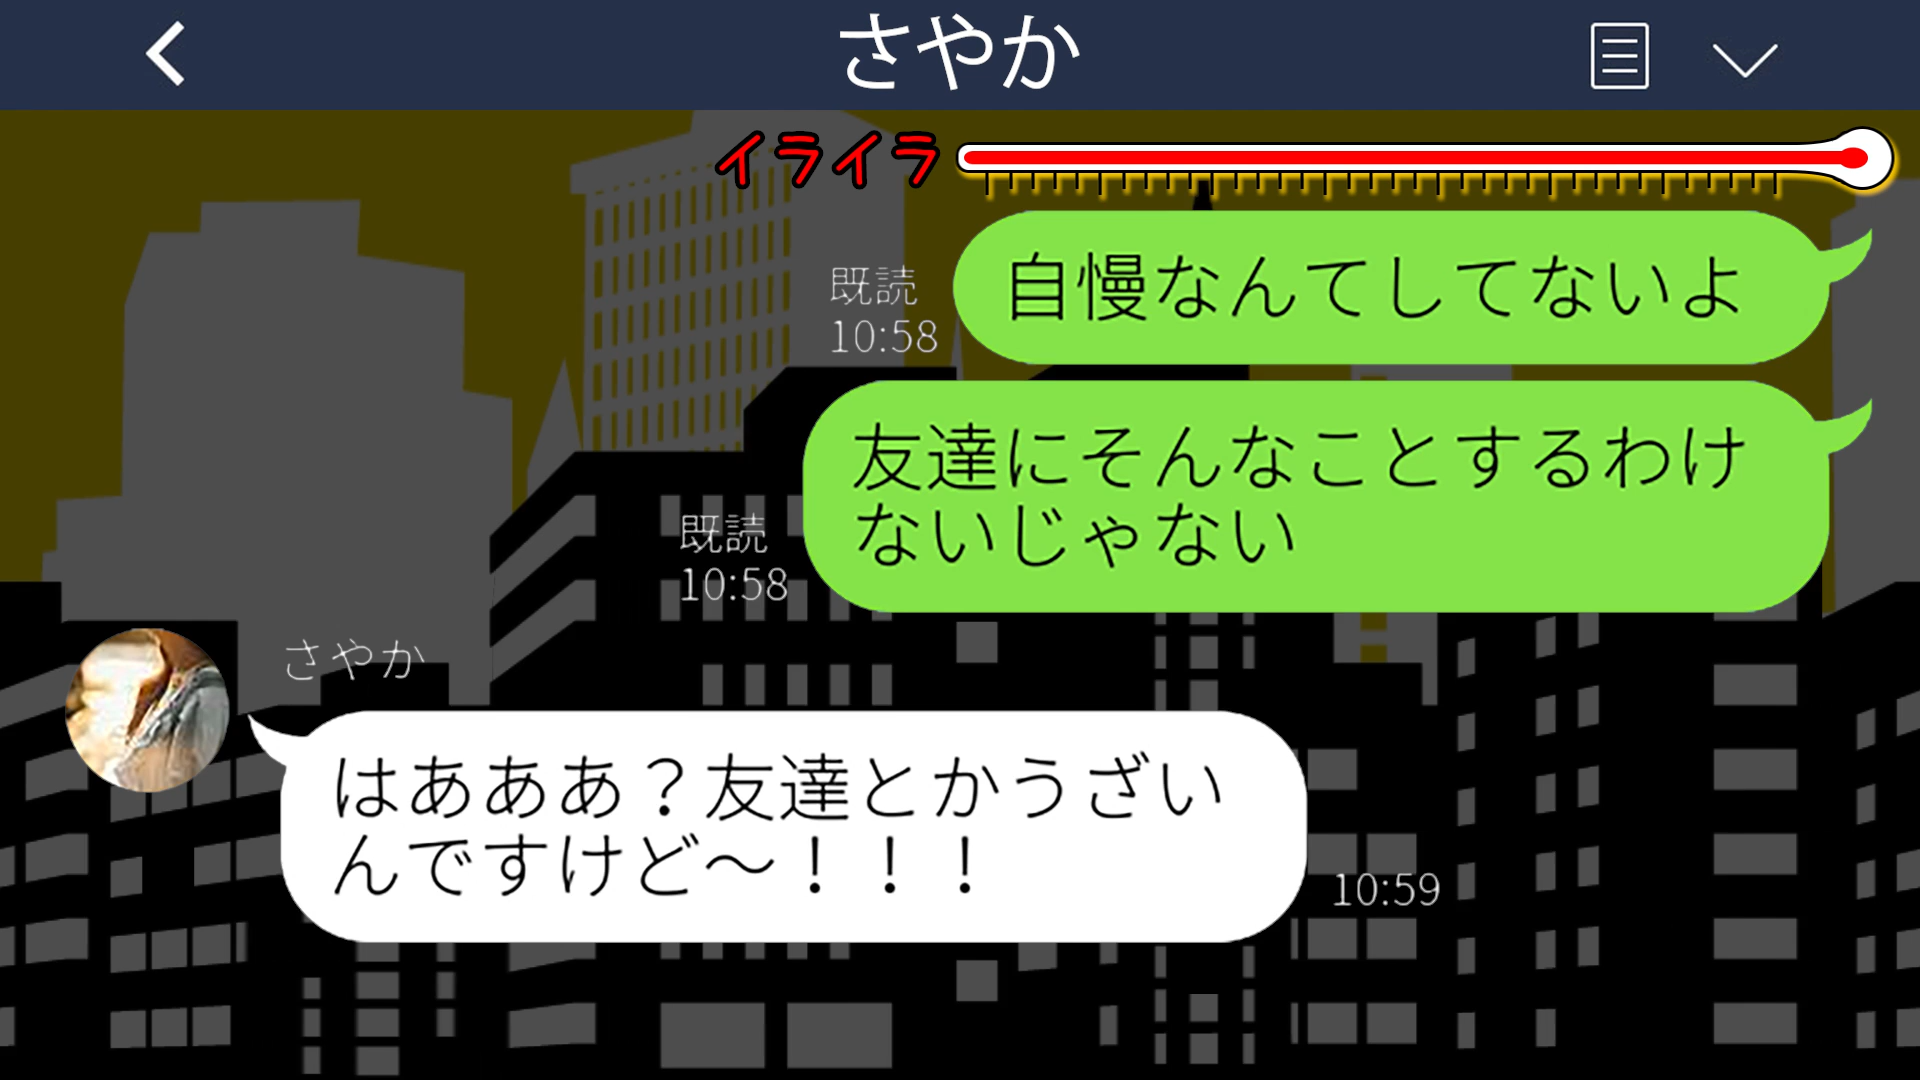 さやか
イライラ
自慢なんてしてないよ
既読
10:58
友達にそんなことするわけ
ないじゃない
既読
10:58
さやか
はあああ？友達とかうざい
んですけど～！！！
10:59